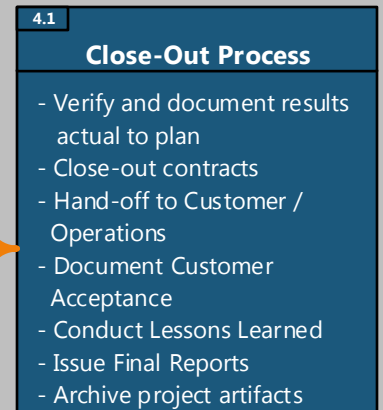 4.1
Close-Out Process
- Verify and document results
actual to plan
- Close-out contracts
- Hand-off to Customer /
Operations
- Document Customer
Acceptance
- Conduct Lessons Learned
- Issue Final Reports
- Archive project artifacts